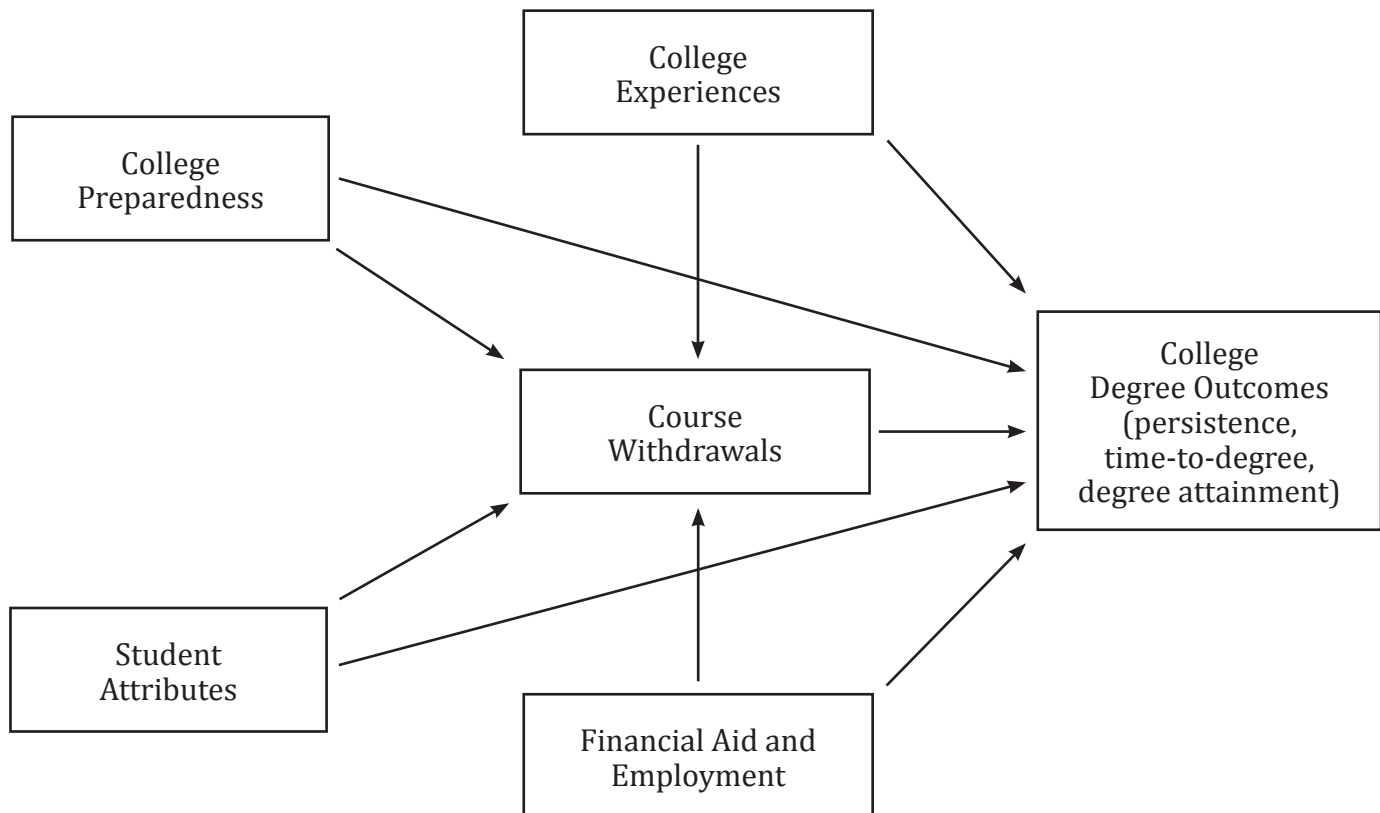 College
Experiences
College
Preparedness
College
Degree Outcomes
(persistence,
time-to-degree,
degree attainment)
Course
Withdrawals
Student
Attributes
Financial Aid and
Employment